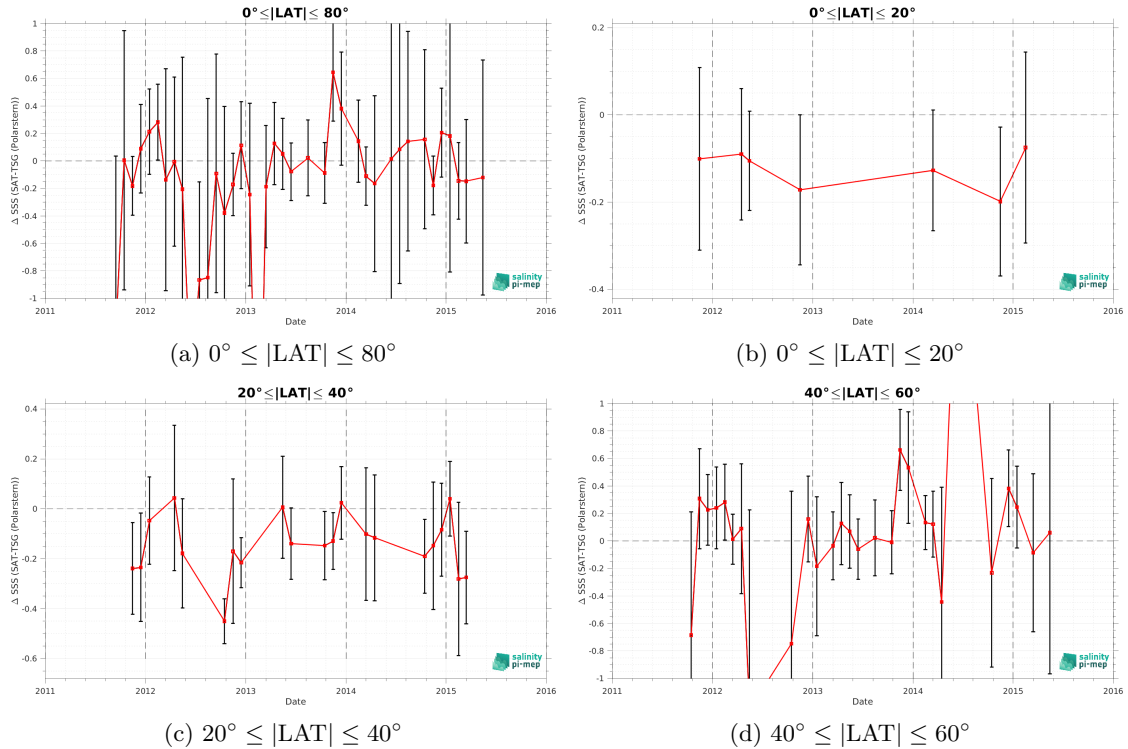 0°≤|LAT|≤ 80°
Δ SSS (SAT-TSG (Polarstern))
1
0.8
0.6
0.4
0.2
0
-0.2
-0.4
-0.6
-0.8
-1
2011
2012
2013
2014
2015
2016
Date
salinity
pi-mep
(a) 0° ≤ |LAT| ≤ 80°
0°≤|LAT|≤ 20°
Δ SSS (SAT-TSG (Polarstern))
0.2
0
-0.2
-0.4
2011
2012
2013
2014
2015
2016
Date
salinity
pi-mep
(b) 0° ≤ |LAT| ≤ 20°
20°≤|LAT|≤ 40°
Δ SSS (SAT-TSG (Polarstern))
0.4
0.2
0
-0.2
-0.4
-0.6
2011
2012
2013
2014
2015
2016
Date
salinity
pi-mep
(c) 20° ≤ |LAT| ≤ 40°
40°≤|LAT|≤ 60°
Δ SSS (SAT-TSG (Polarstern))
1
0.8
0.6
0.4
0.2
0
-0.2
-0.4
-0.6
-0.8
-1
2011
2012
2013
2014
2015
2016
Date
salinity
pi-mep
(d) 40° ≤ |LAT| ≤ 60°